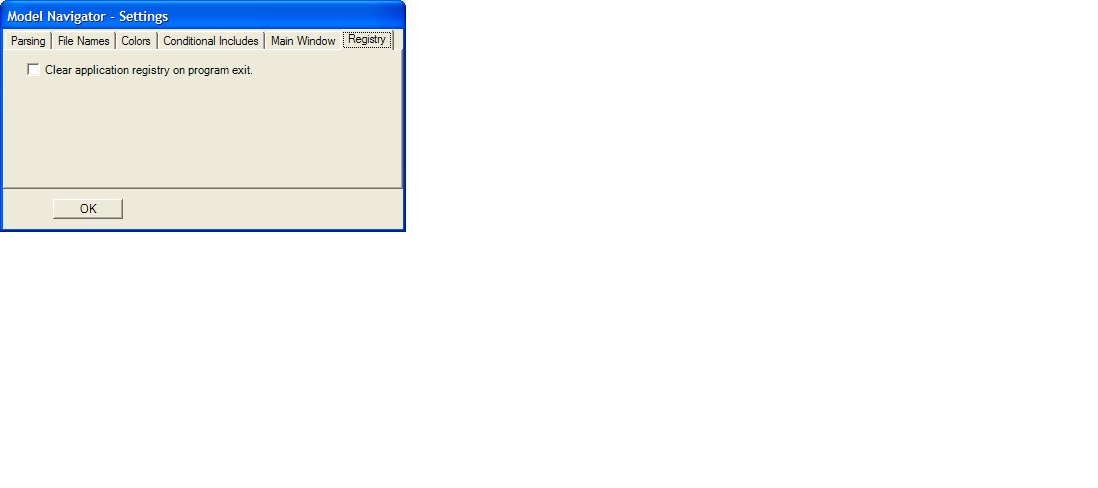 Model Navigator - Settings
Parsing File Names Colors Conditional Includes Main Window Registry
Clear application registry on program exit.
OK